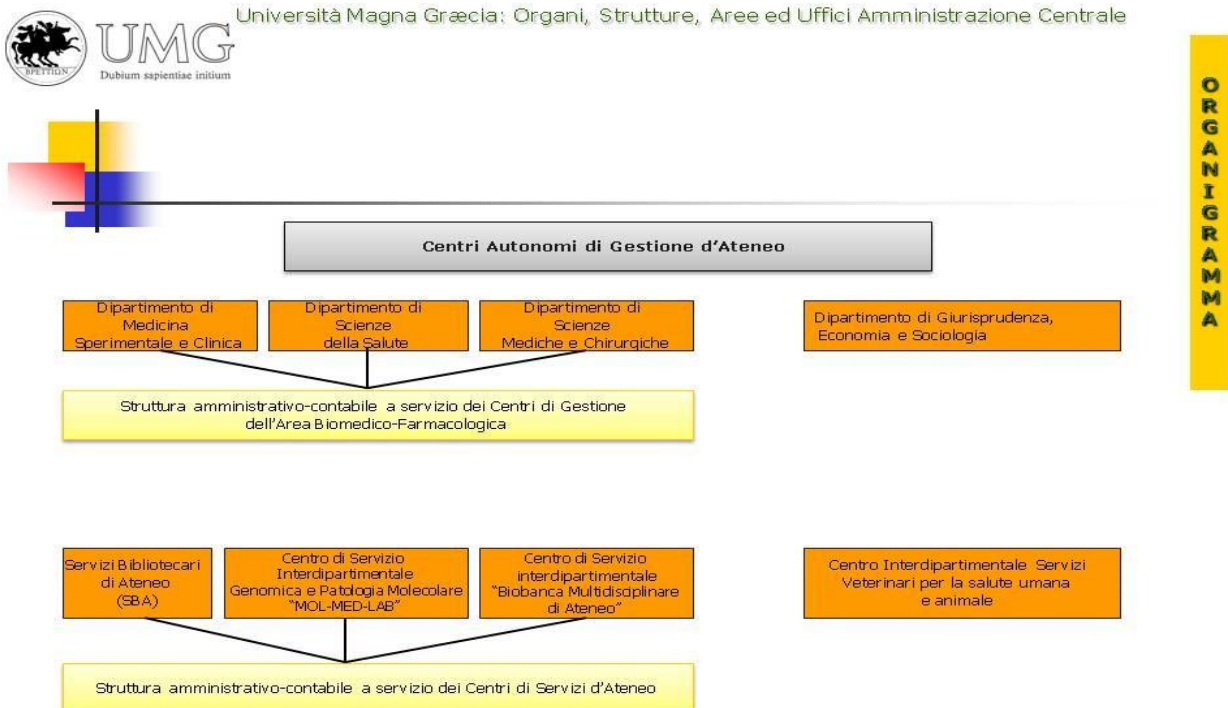 Università Magna Græcia: Organi, Strutture, Aree ed Uffici Amministrazione Centrale
BPETTIΩN
UMG
Dubium sapientiae initium
ORGANIGRAMMA
Centri Autonomi di Gestione d'Ateneo
Dipartimento di
Medicina
Sperimentale e Clinica
Dipartimento di
Scienze
della Salute
Dipartimento di
Scienze
Mediche e Chirurgiche
Dipartimento di Giurisprudenza,
Economia e Sociologia
Struttura amministrativo-contabile a servizio dei Centri di Gestione
dell'Area Biomedico-Farmacologica
Servizi Bibliotecari
di Ateneo
(SBA)
Centro di Servizio
Interdipartimentale
Genomica e Patologia Molecolare
"MOL-MED-LAB"
Centro di Servizio
interdipartimentale
"Biobanca Multidisciplinare
di Ateneo"
Centro Interdipartimentale Servizi
Veterinari per la salute umana
e animale
Struttura amministrativo-contabile a servizio dei Centri di Servizi d'Ateneo